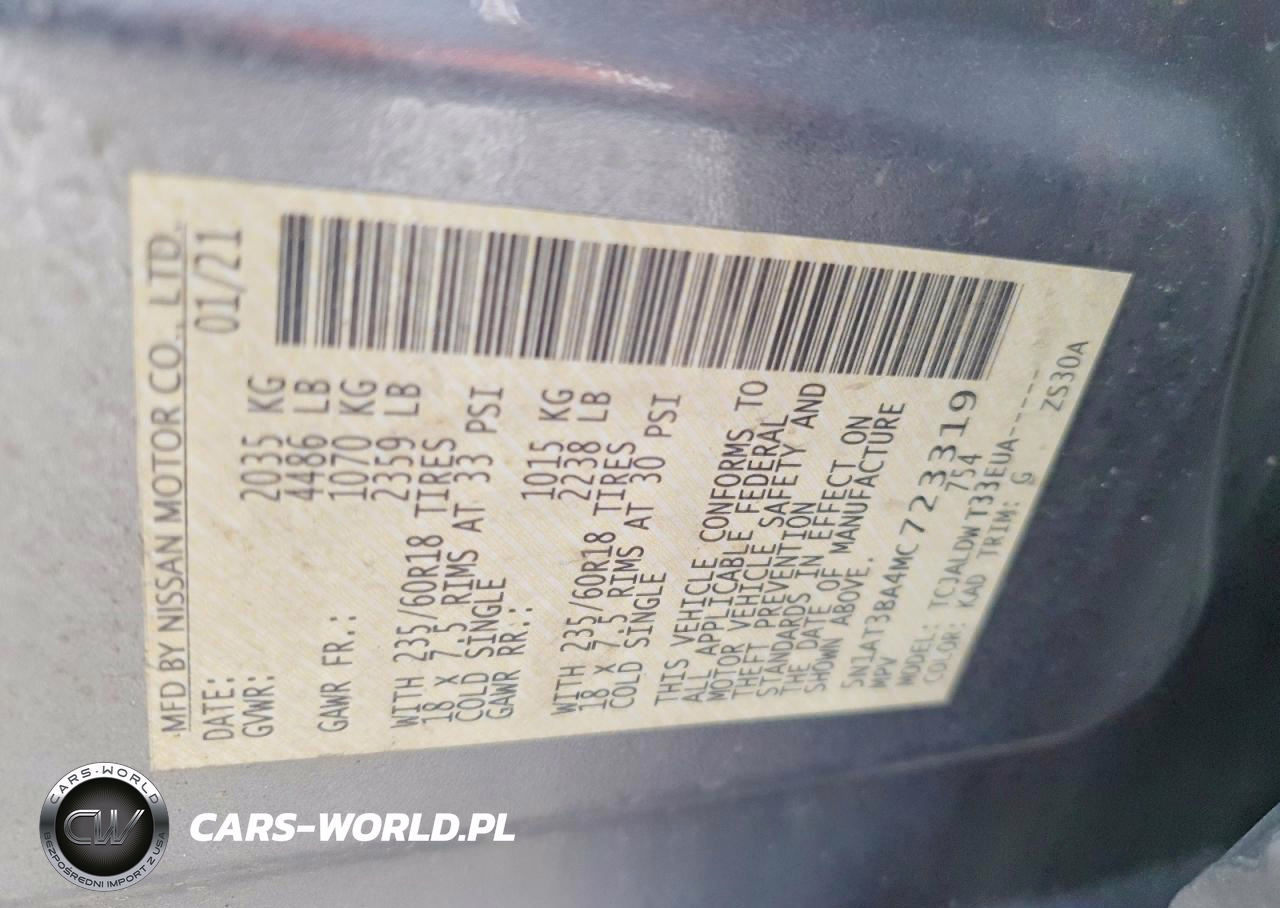 MFD BY NISSAN MOTOR CO., LTD.
DATE: 01/21
GVWR: 2035 KG
4486 LB
GAWR FR.: 1070 KG
2359 LB
WITH 235/60R18 TIRES
18 X 7.5 RIMS AT 33 PSI
COLD SINGLE
GAWR RR.: 1015 KG
2238 LB
WITH 235/60R18 TIRES
18 X 7.5 RIMS AT 30 PSI
COLD SINGLE
THIS VEHICLE CONFORMS TO
ALL APPLICABLE FEDERAL
MOTOR VEHICLE SAFETY AND
THEFT PREVENTION
STANDARDS IN EFFECT ON
THE DATE OF MANUFACTURE
SHOWN ABOVE.
5N1AT3BA4MC723319
MPV 754
MODEL: TCJALDWT33EUA------
COLOR: KAD TRIM: G ZS30A
CARS-WORLD
CW
BEZPOŚREDNI IMPORT Z USA
CARS-WORLD.PL